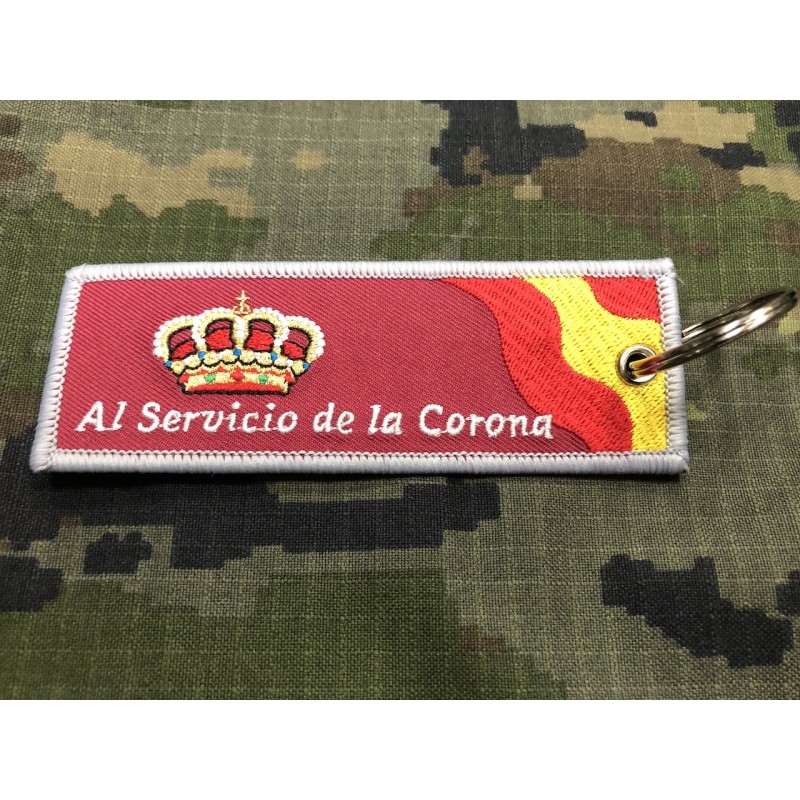 Al Servicio de la Corona